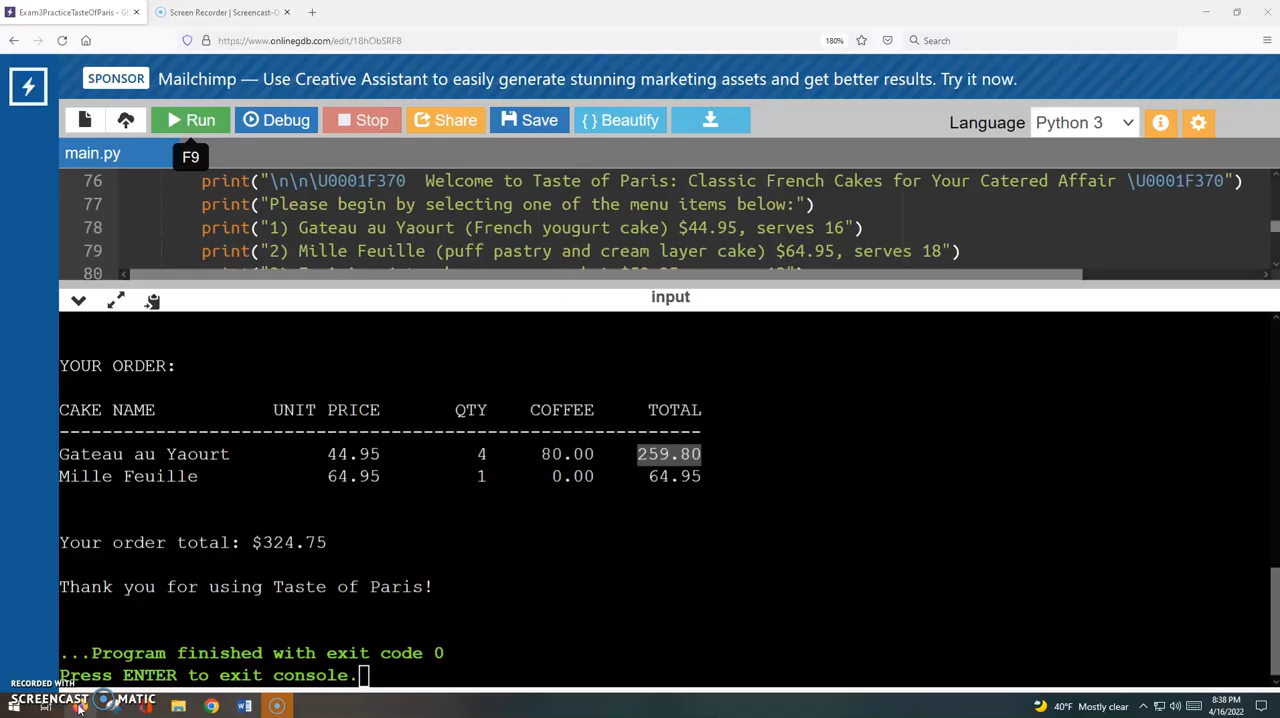 Exam3PracticeTasteOfParis - G
Screen Recorder | Screencast-O
https://www.onlinegdb.com/edit/18hObSRF8
180%
Search
SPONSOR Mailchimp — Use Creative Assistant to easily generate stunning marketing assets and get better results. Try it now.
Run Debug Stop Share Save { } Beautify
Language Python 3
main.py
F9
76 print("\n\n\U0001F370  Welcome to Taste of Paris: Classic French Cakes for Your Catered Affair \U0001F370")
77 print("Please begin by selecting one of the menu items below:")
78 print("1) Gateau au Yaourt (French yougurt cake) $44.95, serves 16")
79 print("2) Mille Feuille (puff pastry and cream layer cake) $64.95, serves 18")
80
input
YOUR ORDER:
CAKE NAME UNIT PRICE QTY COFFEE TOTAL
------------------------------------------------------------
Gateau au Yaourt 44.95 4 80.00 259.80
Mille Feuille 64.95 1 0.00 64.95
Your order total: $324.75
Thank you for using Taste of Paris!
...Program finished with exit code 0
Press ENTER to exit console.
RECORDED WITH
SCREENCAST MATIC
40°F Mostly clear
8:38 PM
4/16/2022